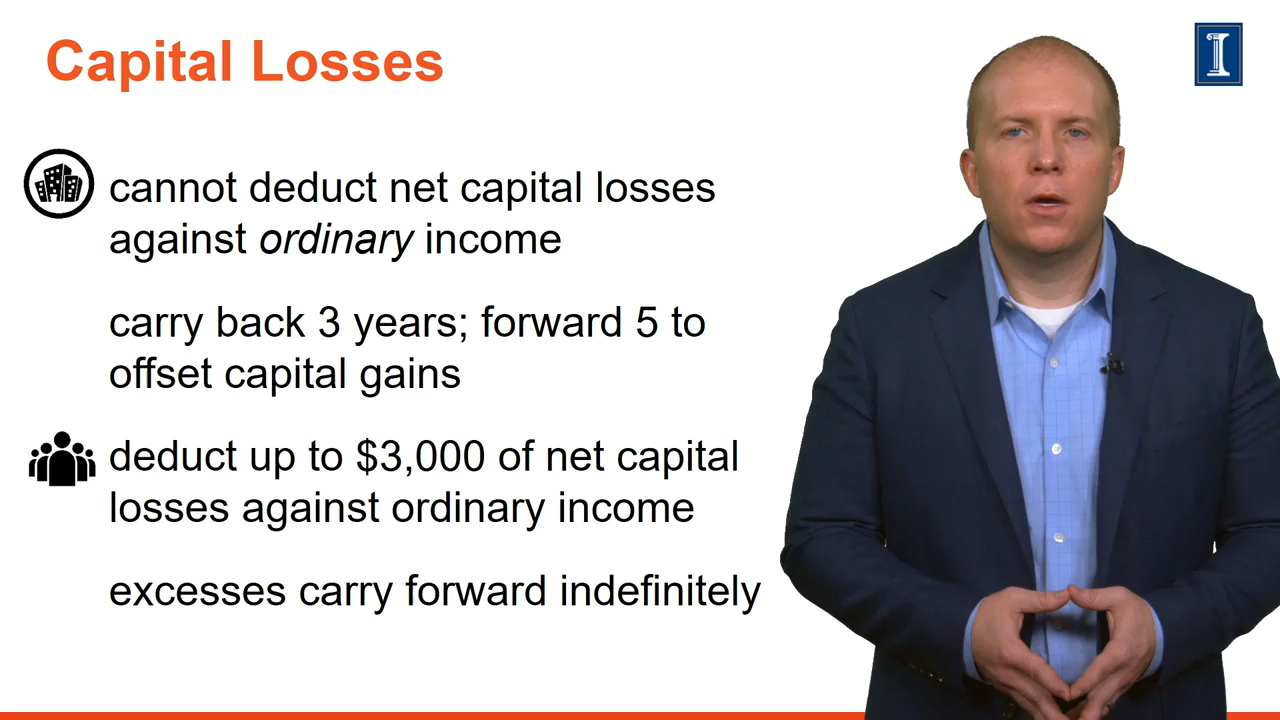 Capital Losses
cannot deduct net capital losses
against ordinary income
carry back 3 years; forward 5 to
offset capital gains
deduct up to $3,000 of net capital
losses against ordinary income
excesses carry forward indefinitely
I